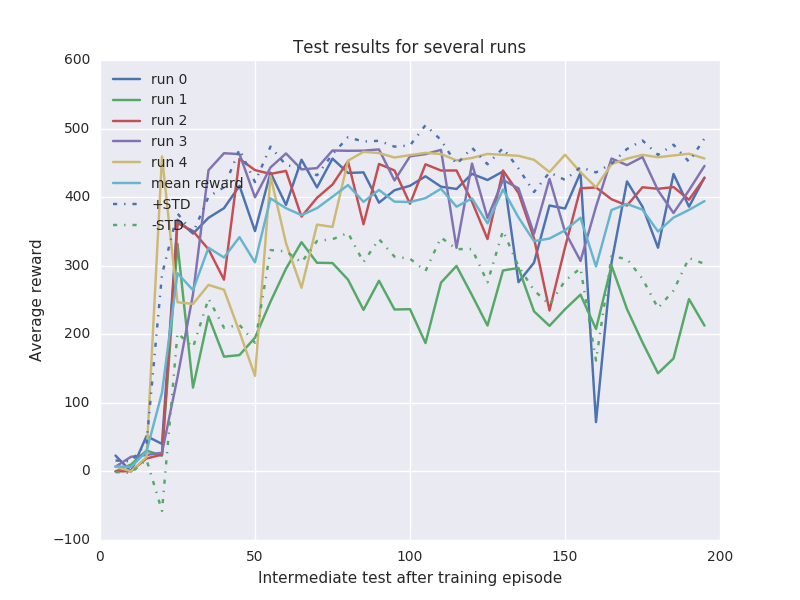 Test results for several runs
600
500
400
300
200
100
0
−100
Average reward
run 0
run 1
run 2
run 3
run 4
mean reward
+STD
-STD
0
50
100
150
200
Intermediate test after training episode